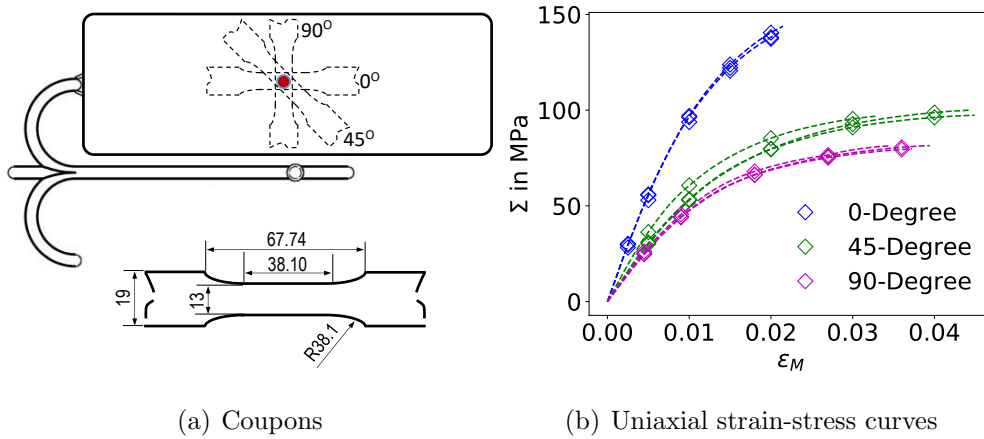 90°
0°
45°
67.74
38.10
19
13
R38.1
(a) Coupons
150
100
50
0
Σ in MPa
0-Degree
45-Degree
90-Degree
0.00 0.01 0.02 0.03 0.04
ε_M
(b) Uniaxial strain-stress curves